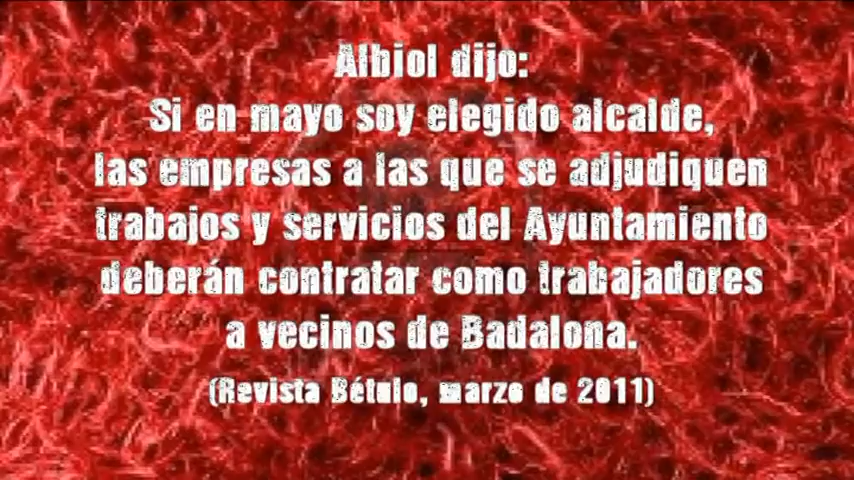 Albiol dijo:
Si en mayo soy elegido alcalde,
las empresas a las que se adjudiquen
trabajos y servicios del Ayuntamiento
deberán contratar como trabajadores
a vecinos de Badalona.
(Revista Bétulo, marzo de 2011)